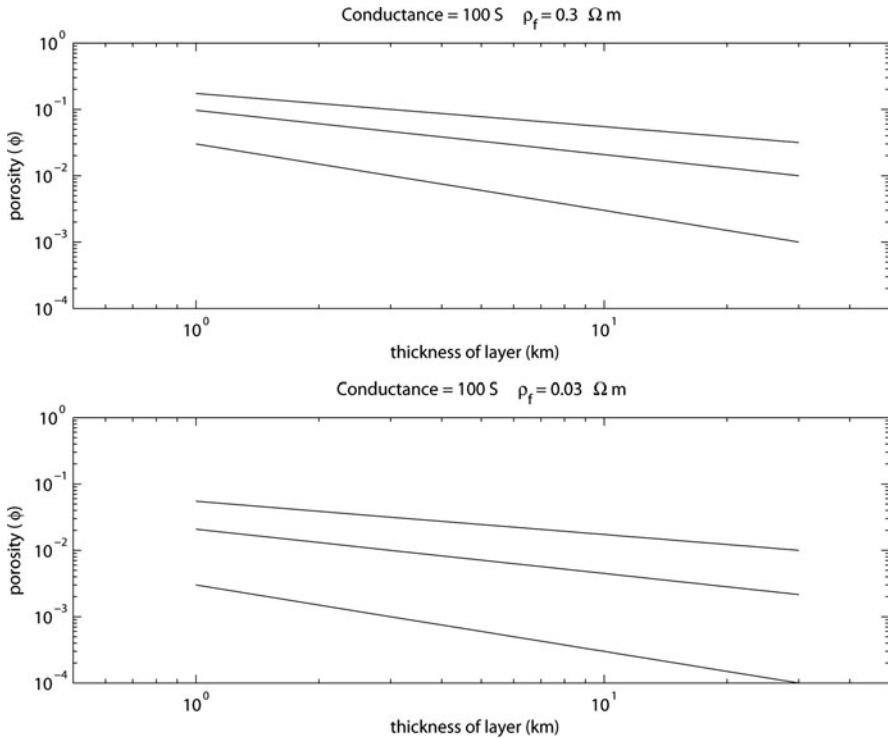 Conductance = 100 S ρf = 0.3 Ω m
10^0
10^-1
10^-2
10^-3
10^-4
porosity ( ϕ)
10^0
10^1
thickness of layer (km)
Conductance = 100 S ρf = 0.03 Ω m
10^0
10^-1
10^-2
10^-3
10^-4
porosity ( ϕ)
10^0
10^1
thickness of layer (km)